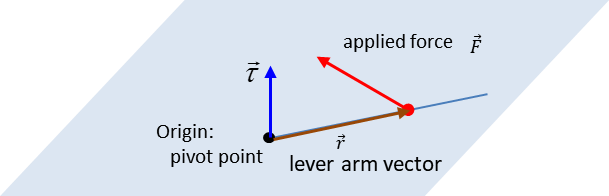 applied force F⃗
τ⃗
Origin:
pivot point
r⃗
lever arm vector